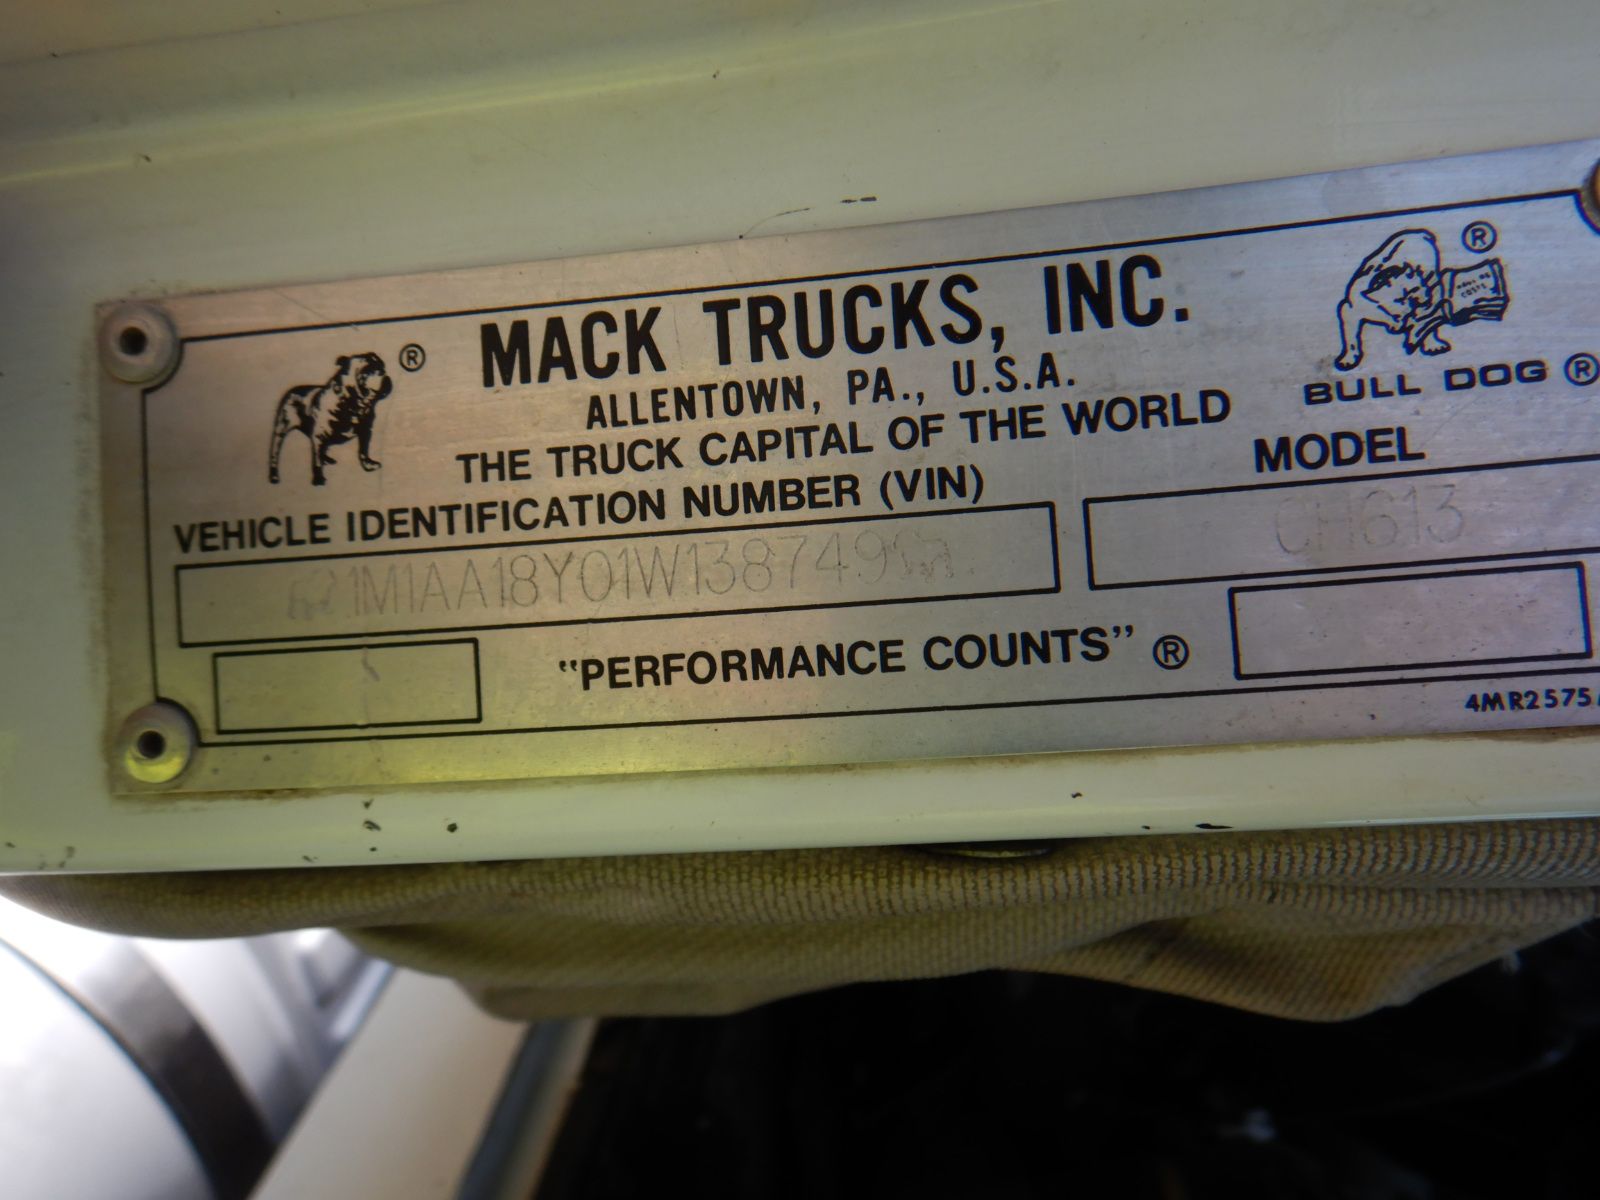 MACK TRUCKS, INC.
ALLENTOWN, PA., U.S.A.
THE TRUCK CAPITAL OF THE WORLD
® 
®
BULL DOG ®
VEHICLE IDENTIFICATION NUMBER (VIN)
MODEL
1M1AA18Y01W138749
CH613
"PERFORMANCE COUNTS" ®
4MR2575